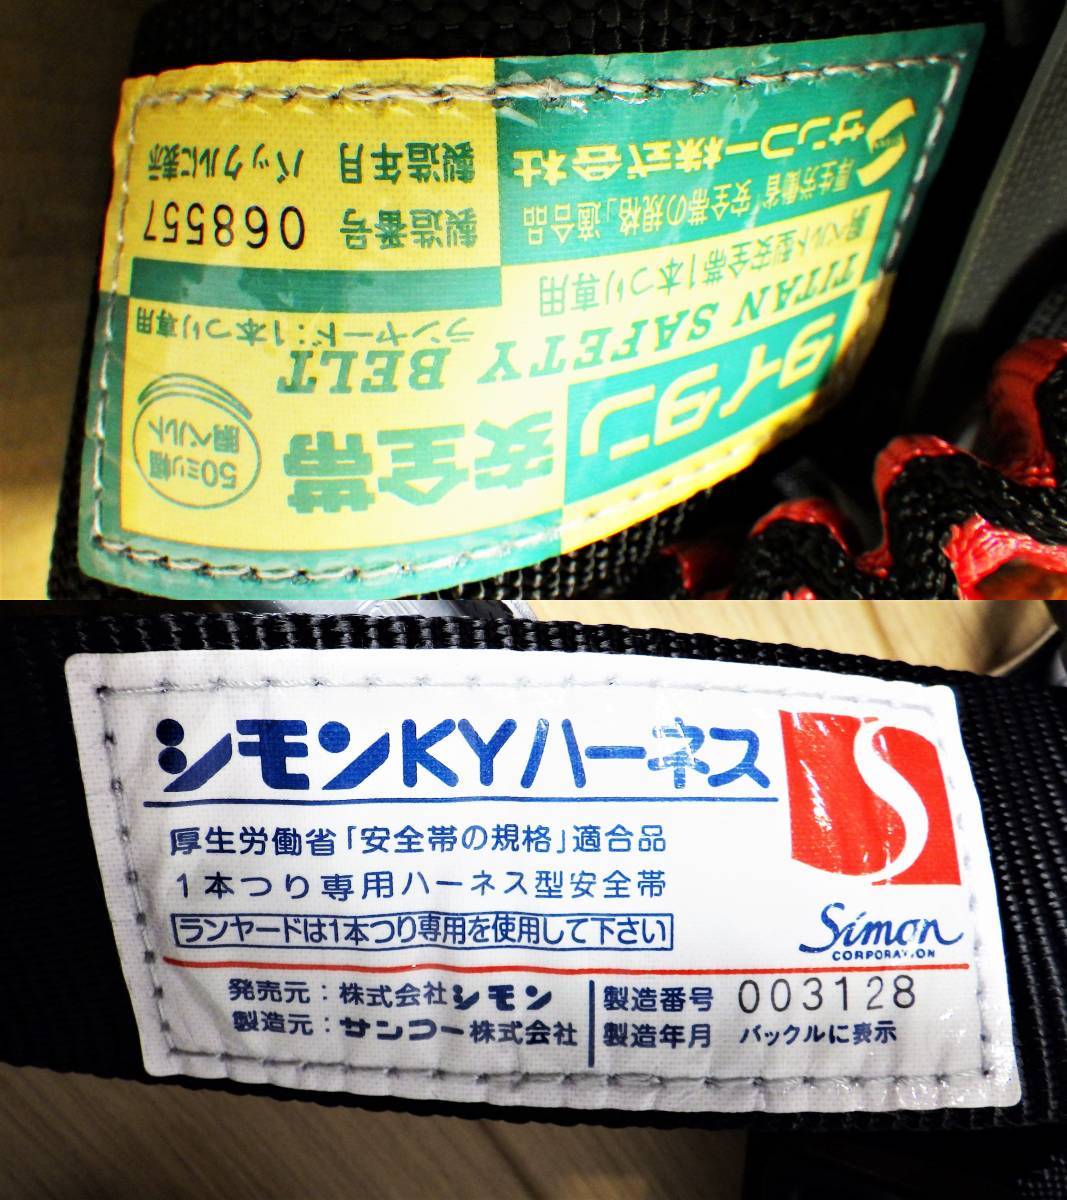 タイタン
安全帯
50ミリ幅
胴ベルト
TITAN SAFETY BELT
胴ベルト型安全帯1本つり専用
ランヤード：1本つり専用
厚生労働省「安全帯の規格」適合品
サンコー株式会社
製造番号 068557
製造年月 バックルに表示
シモンKYハーネス
厚生労働省「安全帯の規格」適合品
1本つり専用ハーネス型安全帯
ランヤードは1本つり専用を使用して下さい
S
Simon
CORPORATION
発売元：株式会社シモン
製造元：サンコー株式会社
製造番号 003128
製造年月 バックルに表示